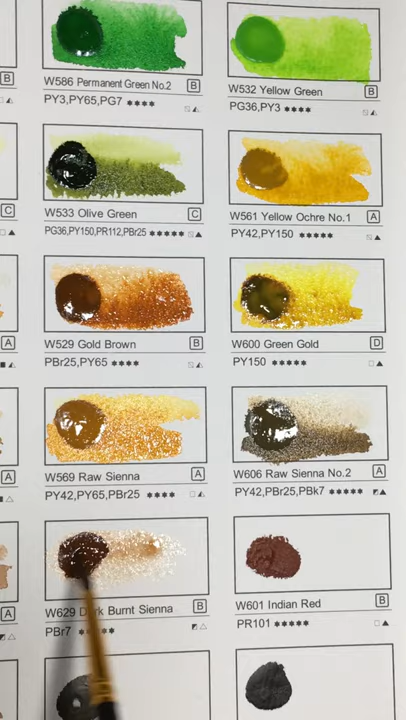 W586 Permanent Green No.2 B
PY3,PY65,PG7 ****
W532 Yellow Green B
PG36,PY3 ****
W533 Olive Green C
PG36,PY150,PR112,PBr25 *****
W561 Yellow Ochre No.1 A
PY42,PY150 *****
W529 Gold Brown B
PBr25,PY65 ****
W600 Green Gold D
PY150 ****
W569 Raw Sienna A
PY42,PY65,PBr25 ****
W606 Raw Sienna No.2 A
PY42,PBr25,PBk7 *****
W629 Dark Burnt Sienna B
PBr7
W601 Indian Red B
PR101 *****
B
C
A
A
A